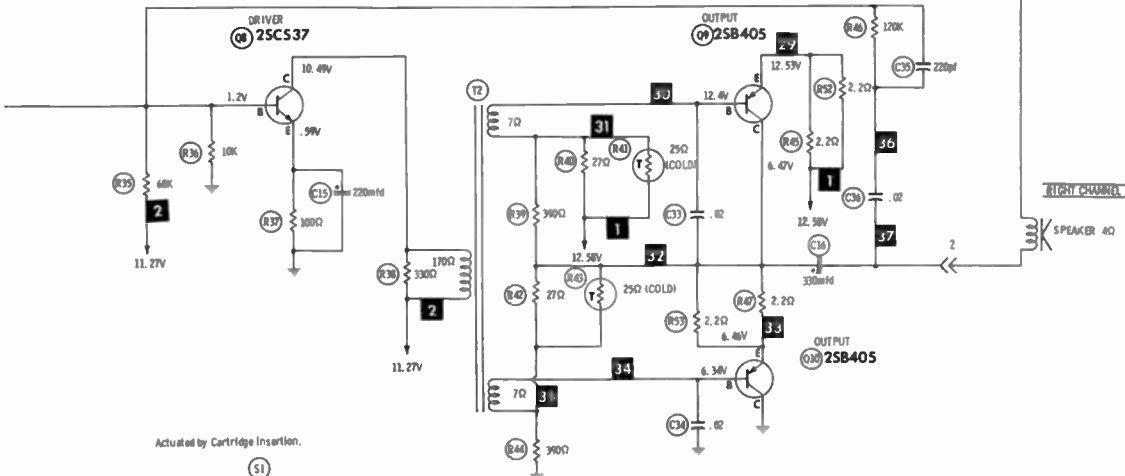 DRIVER
Q8 2SC537
10.49V
C
1.2V
B
E
.59V
R36
10K
R35
68K
2
11.27V
C15
220mfd
R37
100Ω
R38
330Ω
170Ω
2
11.27V
T2
7Ω
30
31
R40
27Ω
R41
T
25Ω
(COLD)
R39
390Ω
1
12.58V
32
R42
27Ω
R43
T
25Ω (COLD)
34
7Ω
3
R44
390Ω
OUTPUT
Q9 2SB405
29
12.53V
E
12.4V
B
C
6.47V
R45
2.2Ω
R52
2.2Ω
1
12.58V
R46
120K
C35
220pf
36
C36
.02
37
C33
.02
C16
330mfd
2
RIGHT CHANNEL
SPEAKER 4Ω
R53
2.2Ω
R47
2.2Ω
6.46V
33
E
6.34V
B
C
OUTPUT
Q10 2SB405
C34
.02
Actuated by Cartridge Insertion.
S1